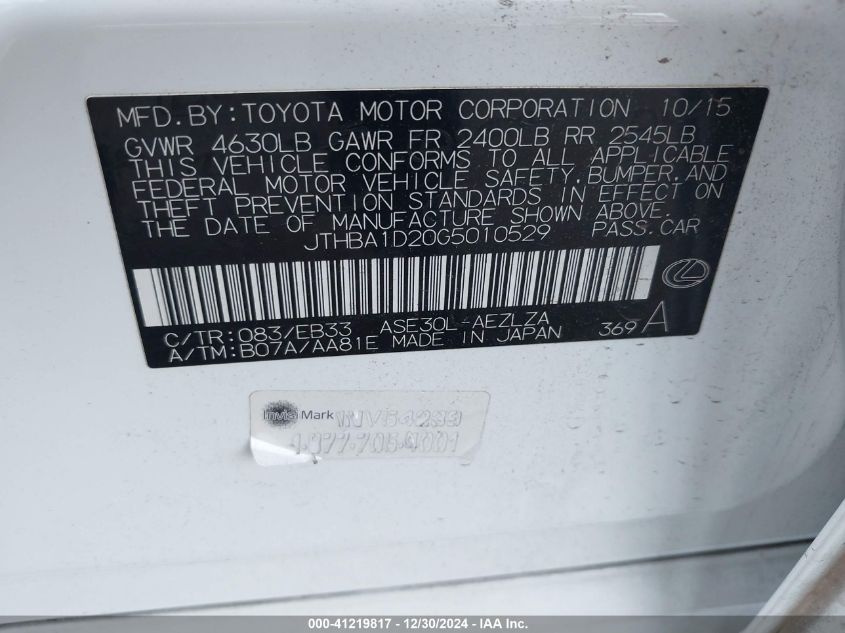 MFD.BY:TOYOTA MOTOR CORPORATION 10/15
GVWR 4630LB GAWR FR 2400LB RR 2545LB
THIS VEHICLE CONFORMS TO ALL APPLICABLE
FEDERAL MOTOR VEHICLE SAFETY,BUMPER,AND
THEFT PREVENTION STANDARDS IN EFFECT ON
THE DATE OF MANUFACTURE SHOWN ABOVE.
JTHBA1D20G5010529 PASS.CAR
C/TR:083/EB33 ASE30L-AEZLZA 369 A
A/TM:B07A/AA81E MADE IN JAPAN
Invis Mark
000-41219817 - 12/30/2024 - IAA Inc.